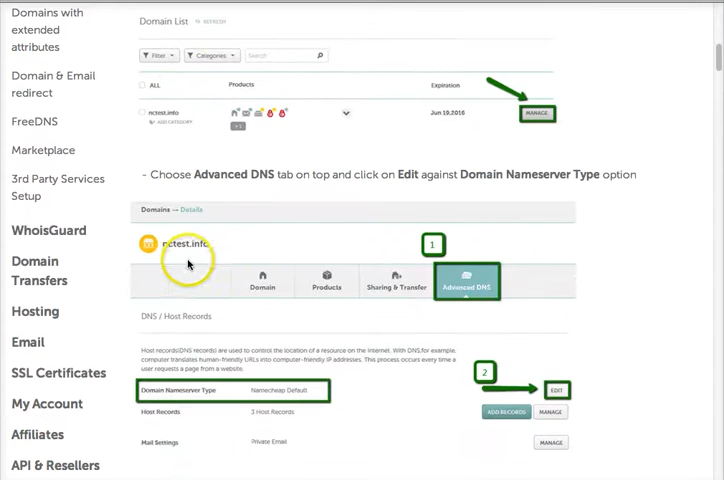 Domains with
extended
attributes
Domain & Email
redirect
FreeDNS
Marketplace
3rd Party Services
Setup
WhoisGuard
Domain
Transfers
Hosting
Email
SSL Certificates
My Account
Affiliates
API & Resellers
Domain List REFRESH
Filter Categories Search
ALL Products Expiration
nctest.info Jun 19,2016 MANAGE
ADD CATEGORY
+ 1
- Choose Advanced DNS tab on top and click on Edit against Domain Nameserver Type option
Domains → Details
nctest.info 1
Domain Products Sharing & Transfer Advanced DNS
DNS / Host Records
Host records(DNS records) are used to control the location of a resource on the Internet. With DNS,for example,
computer translates human-friendly URLs into computer-friendly IP addresses. This process occurs every time a
user requests a page from a website.
2
Domain Nameserver Type Namecheap Default EDIT
Host Records 3 Host Records ADD RECORDS MANAGE
Mail Settings Private Email MANAGE